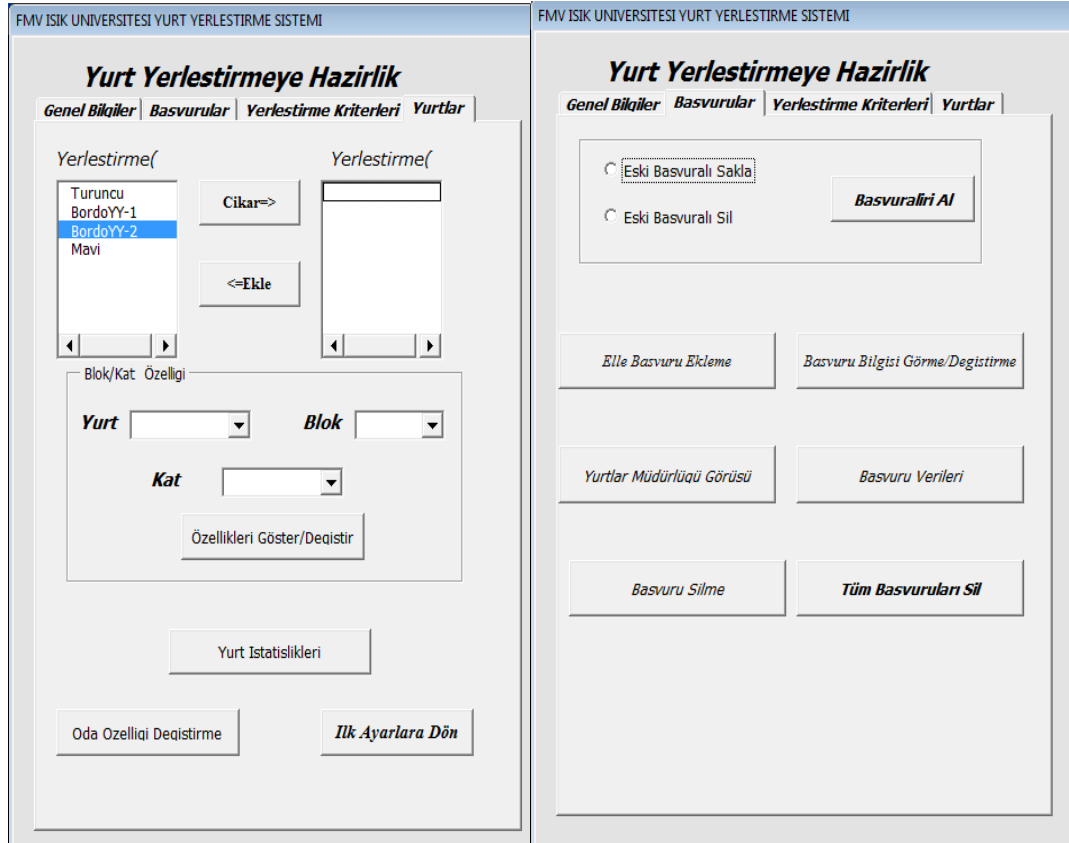 FMV ISIK UNIVERSITESI YURT YERLESTIRME SISTEMI
Yurt Yerlestirmeye Hazirlik
Genel Bilgiler Basvurular Yerlestirme Kriterleri Yurtlar
Yerlestirme( Yerlestirme(
Turuncu
BordoYY-1
BordoYY-2
Mavi
Cikar=>
<=Ekle
Blok/Kat Özelligi
Yurt Blok
Kat
Özellikleri Göster/Degistir
Yurt Istatislikleri
Oda Ozelligi Degistirme Ilk Ayarlara Dön
FMV ISIK UNIVERSITESI YURT YERLESTIRME SISTEMI
Yurt Yerlestirmeye Hazirlik
Genel Bilgiler Basvurular Yerlestirme Kriterleri Yurtlar
Eski Basvuralı Sakla
Eski Basvuralı Sil
Basvuraliri Al
Elle Basvuru Ekleme Basvuru Bilgisi Görme/Degistirme
Yurtlar Müdürlügü Görüsü Basvuru Verileri
Basvuru Silme Tüm Basvuruları Sil